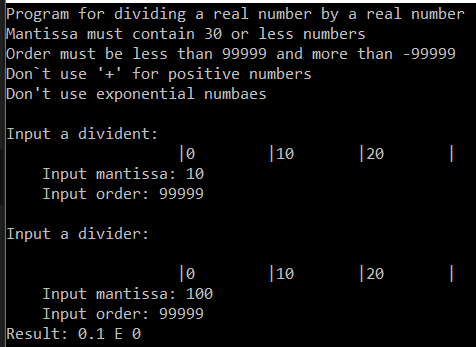 Program for dividing a real number by a real number
Mantissa must contain 30 or less numbers
Order must be less than 99999 and more than -99999
Don`t use '+' for positive numbers
Don't use exponential numbaes
Input a divident:
|0 |10 |20 |
Input mantissa: 10
Input order: 99999
Input a divider:
|0 |10 |20 |
Input mantissa: 100
Input order: 99999
Result: 0.1 E 0